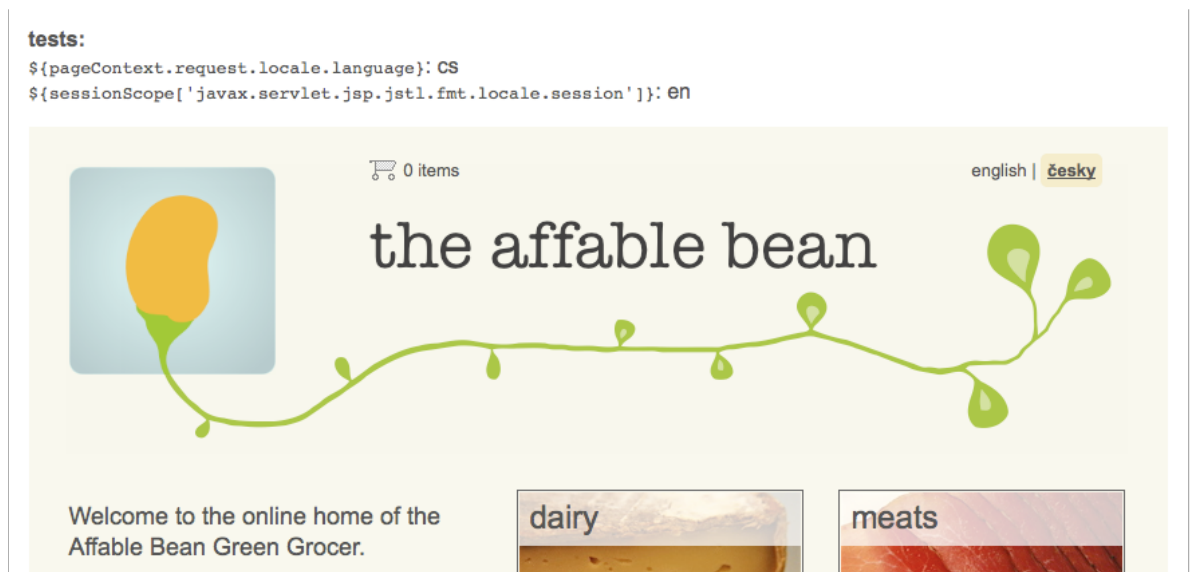 tests:
${pageContext.request.locale.language}: cs
${sessionScope['javax.servlet.jsp.jstl.fmt.locale.session']}: en
0 items
english | česky
the affable bean
Welcome to the online home of the
Affable Bean Green Grocer.
dairy
meats